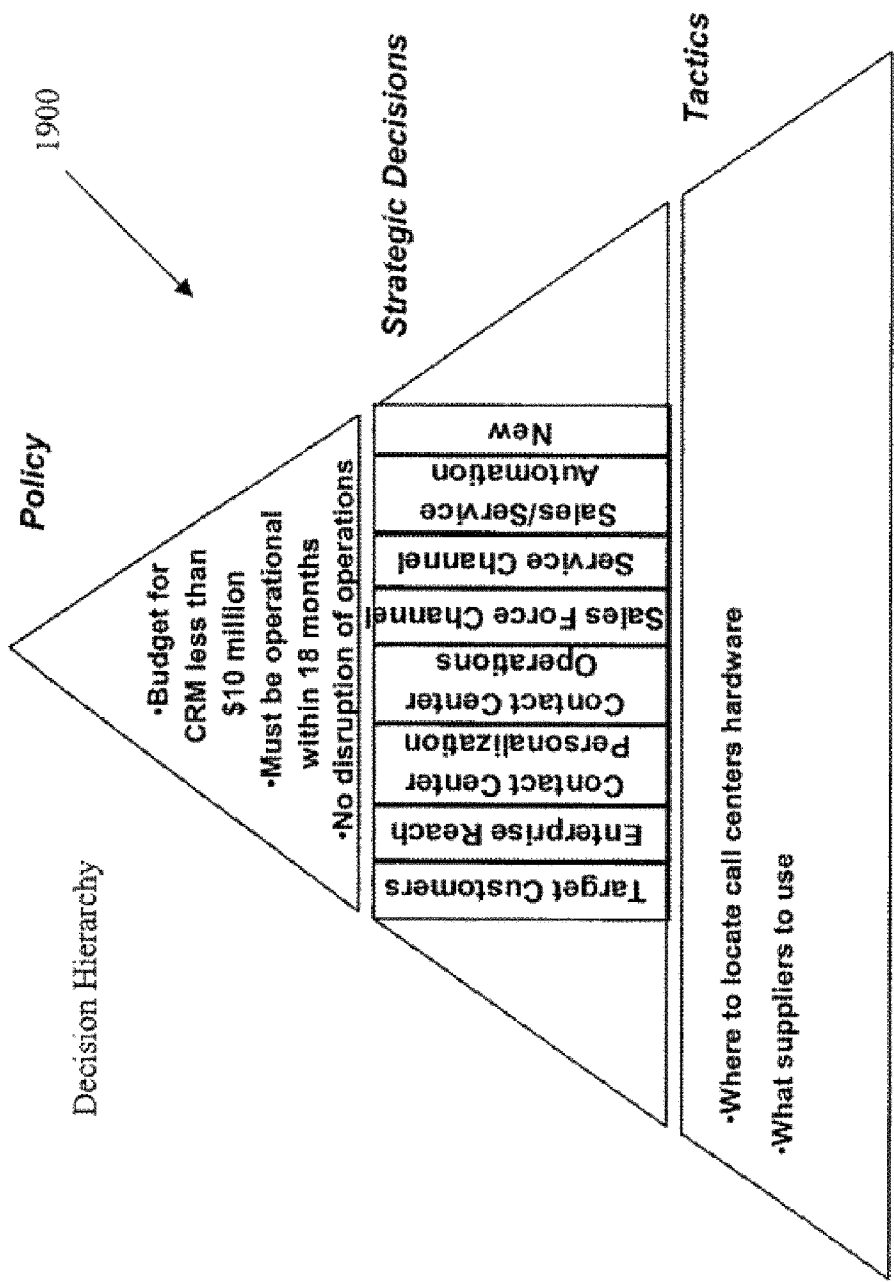 Decision Hierarchy
1900
Policy
•Budget for
CRM less than
$10 million
•Must be operational
within 18 months
•No disruption of operations
Strategic Decisions
Target Customers
Enterprise Reach
Contact Center
Personalization
Contact Center
Operations
Sales Force Channel
Service Channel
Sales/Service
Automation
New
Tactics
•Where to locate call centers hardware
•What suppliers to use